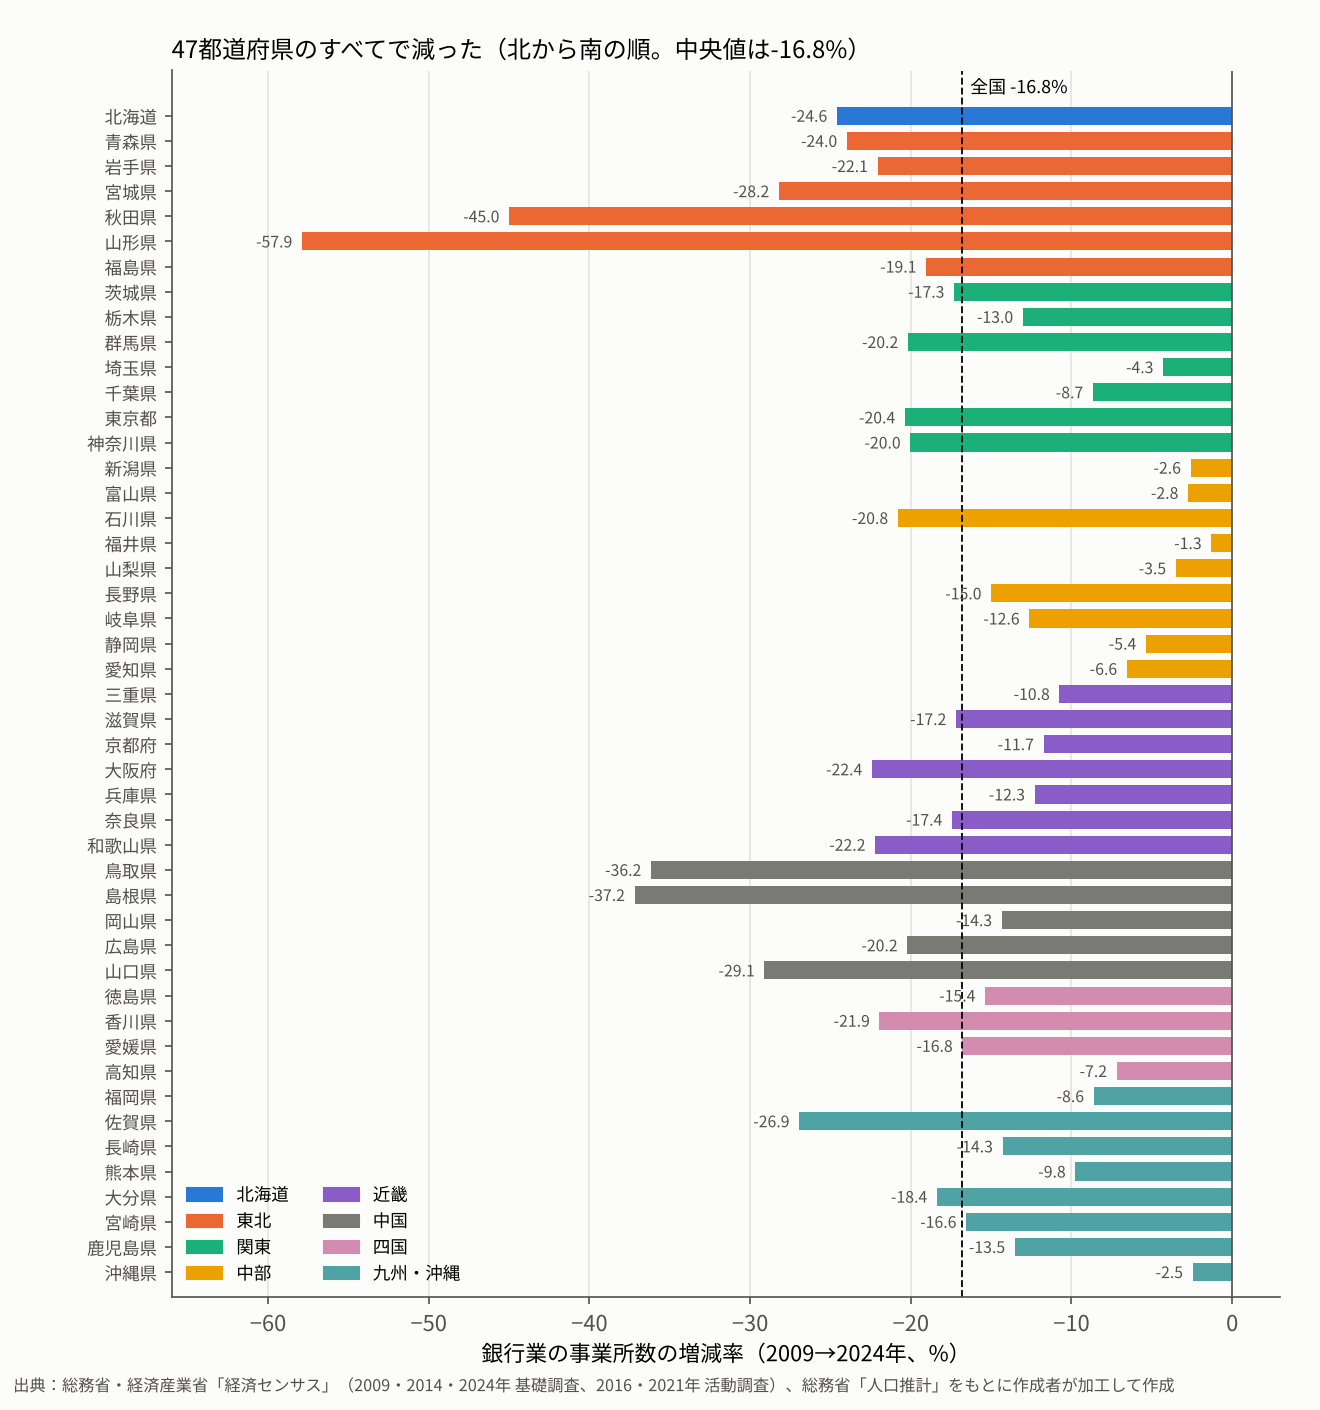 47都道府県のすべてで減った（北から南の順。中央値は-16.8%）
全国 -16.8%
北海道 -24.6
青森県 -24.0
岩手県 -22.1
宮城県 -28.2
秋田県 -45.0
山形県 -57.9
福島県 -19.1
茨城県 -17.3
栃木県 -13.0
群馬県 -20.2
埼玉県 -4.3
千葉県 -8.7
東京都 -20.4
神奈川県 -20.0
新潟県 -2.6
富山県 -2.8
石川県 -20.8
福井県 -1.3
山梨県 -3.5
長野県 -15.0
岐阜県 -12.6
静岡県 -5.4
愛知県 -6.6
三重県 -10.8
滋賀県 -17.2
京都府 -11.7
大阪府 -22.4
兵庫県 -12.3
奈良県 -17.4
和歌山県 -22.2
鳥取県 -36.2
島根県 -37.2
岡山県 -14.3
広島県 -20.2
山口県 -29.1
徳島県 -15.4
香川県 -21.9
愛媛県 -16.8
高知県 -7.2
福岡県 -8.6
佐賀県 -26.9
長崎県 -14.3
熊本県 -9.8
大分県 -18.4
宮崎県 -16.6
鹿児島県 -13.5
沖縄県 -2.5
北海道 近畿
東北 中国
関東 四国
中部 九州・沖縄
−60 −50 −40 −30 −20 −10 0
銀行業の事業所数の増減率（2009→2024年、%）
出典：総務省・経済産業省「経済センサス」（2009・2014・2024年 基礎調査、2016・2021年 活動調査）、総務省「人口推計」をもとに作成者が加工して作成